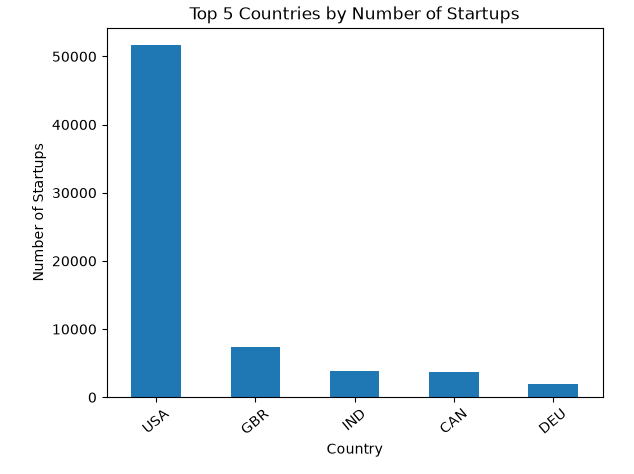 Top 5 Countries by Number of Startups
50000
40000
30000
20000
10000
0
Number of Startups
USA
GBR
IND
CAN
DEU
Country